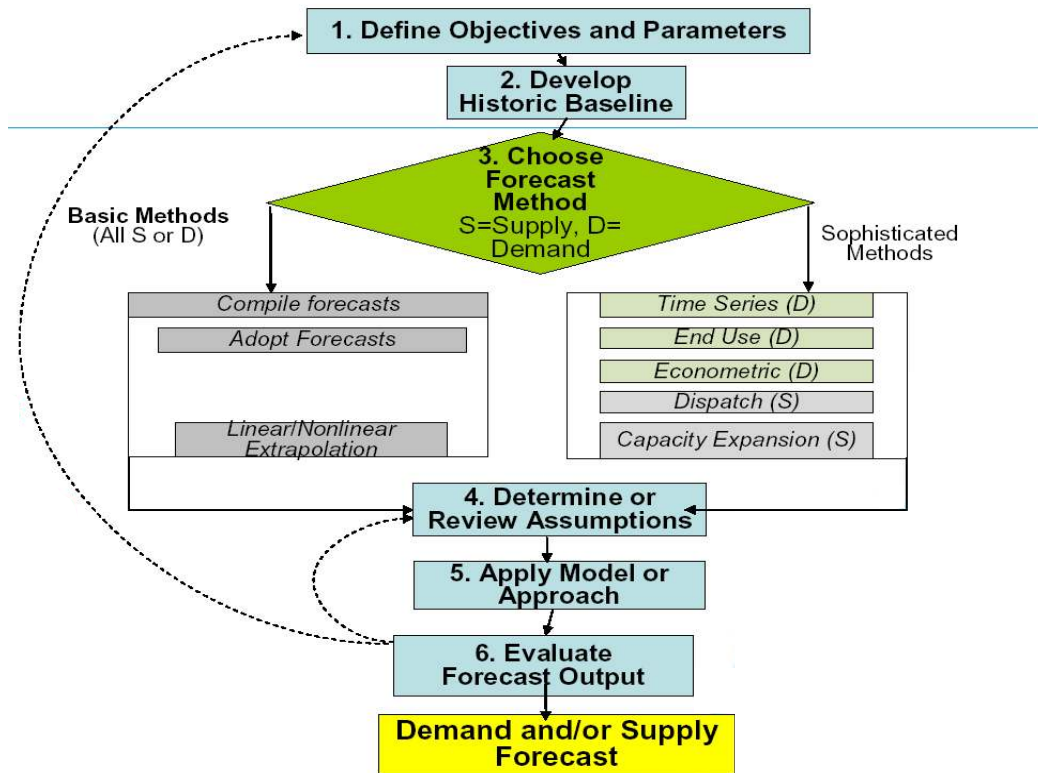 1. Define Objectives and Parameters
2. Develop
Historic Baseline
3. Choose
Forecast
Method
S=Supply, D=
Demand
Basic Methods
(All S or D)
Sophisticated
Methods
Compile forecasts
Adopt Forecasts
Linear/Nonlinear
Extrapolation
Time Series (D)
End Use (D)
Econometric (D)
Dispatch (S)
Capacity Expansion (S)
4. Determine or
Review Assumptions
5. Apply Model or
Approach
6. Evaluate
Forecast Output
Demand and/or Supply
Forecast